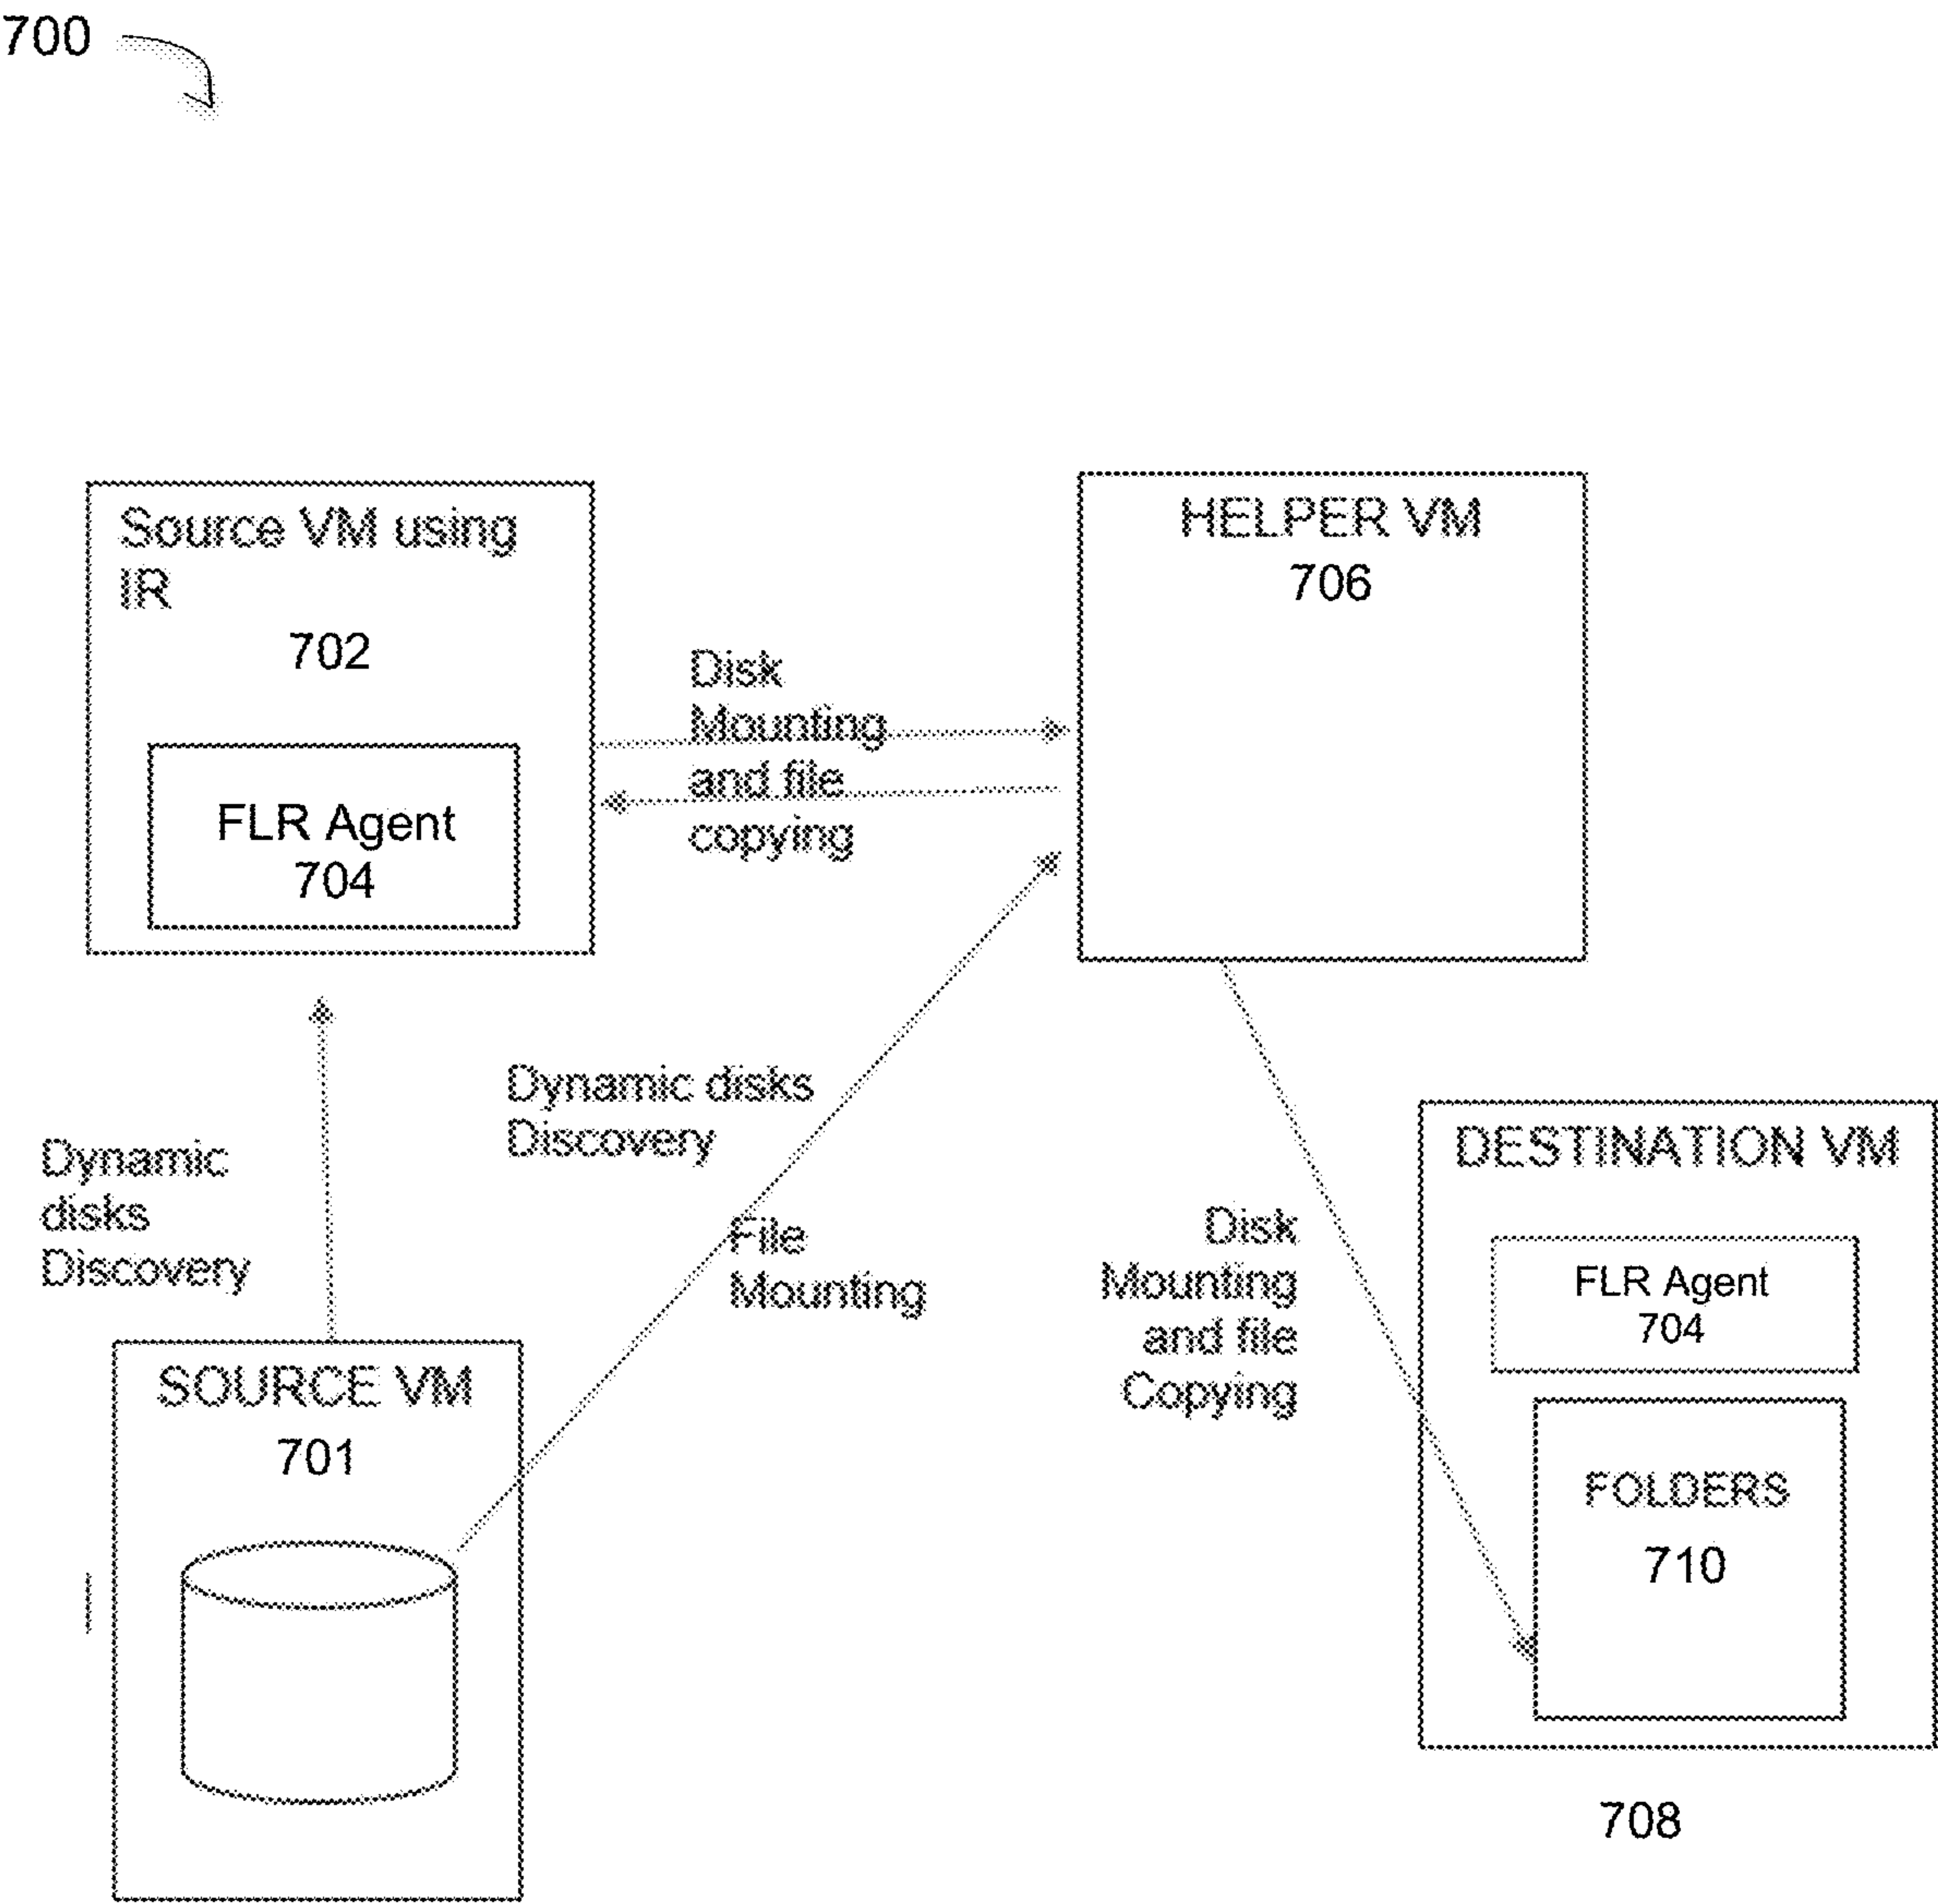 700
Source VM using
IR
702
FLR Agent
704
Disk
Mounting
and file
copying
HELPER VM
706
Dynamic
disks
Discovery
Dynamic disks
Discovery
File
Mounting
Disk
Mounting
and file
Copying
SOURCE VM
701
DESTINATION VM
FLR Agent
704
FOLDERS
710
708